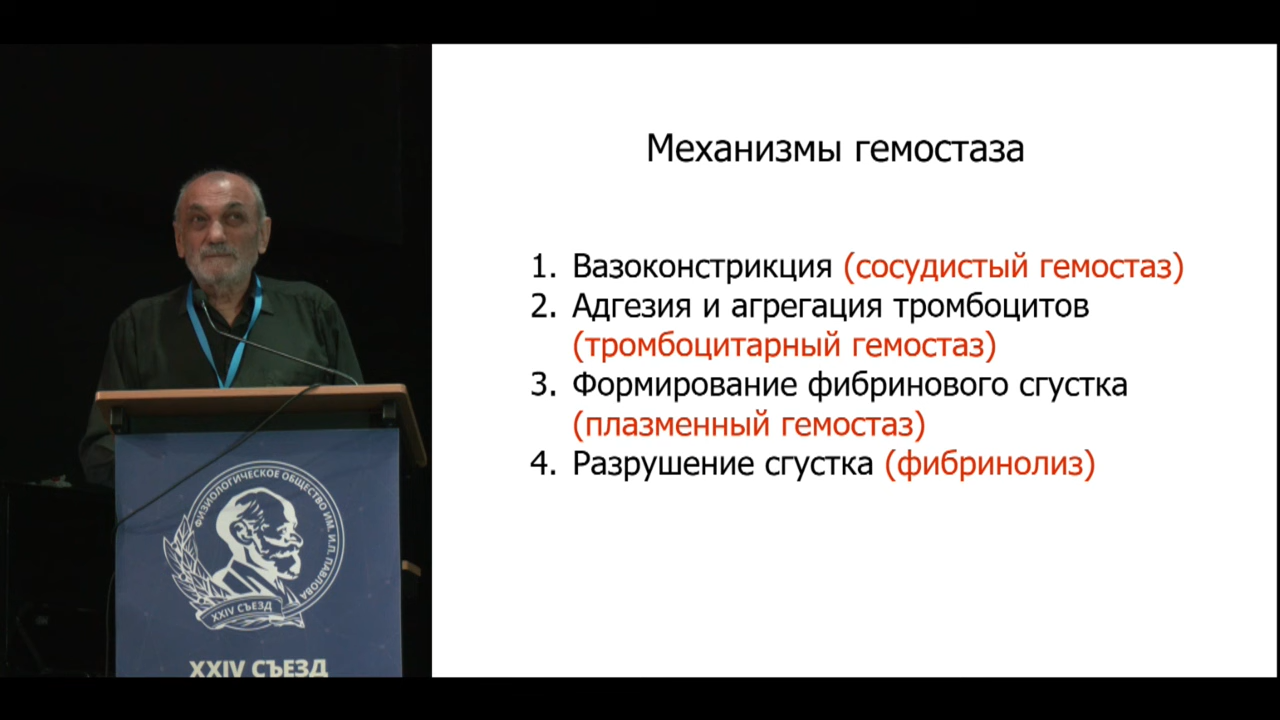 Механизмы гемостаза
1. Вазоконстрикция (сосудистый гемостаз)
2. Адгезия и агрегация тромбоцитов
(тромбоцитарный гемостаз)
3. Формирование фибринового сгустка
(плазменный гемостаз)
4. Разрушение сгустка (фибринолиз)
ФИЗИОЛОГИЧЕСКОЕ ОБЩЕСТВО ИМ. И.П. ПАВЛОВА
XXIV СЪЕЗД
XXIV СЪЕЗД